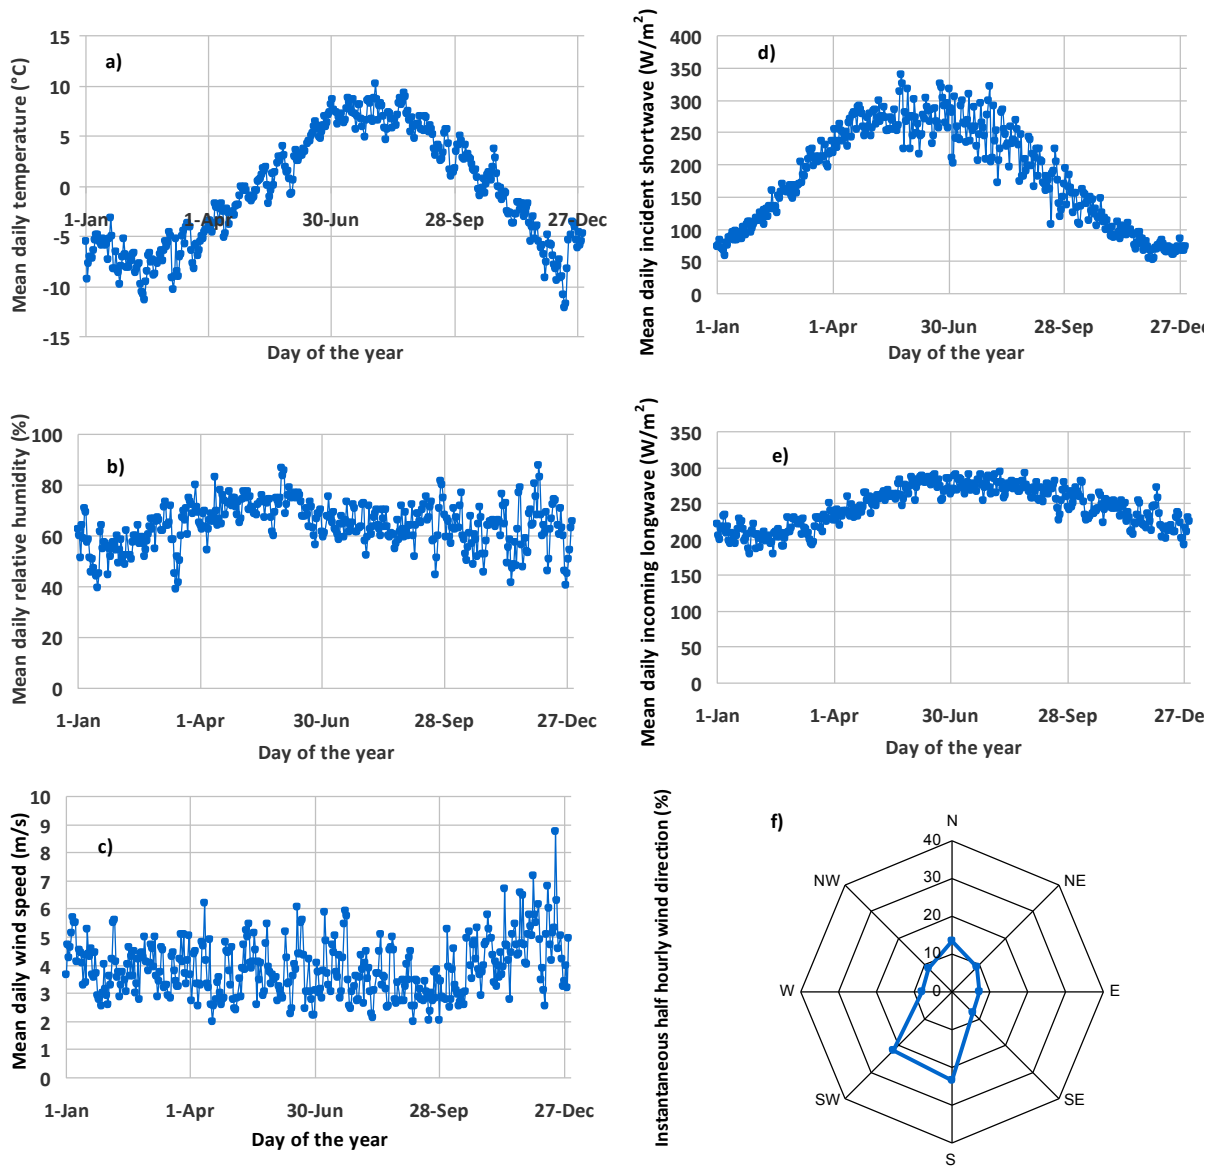 Mean daily temperature (°C)
15
10
5
0
-5
-10
-15
a)
1-Jan
1-Apr
30-Jun
28-Sep
27-Dec
Day of the year
Mean daily incident shortwave (W/m²)
400
350
300
250
200
150
100
50
0
d)
1-Jan
1-Apr
30-Jun
28-Sep
27-Dec
Day of the year
Mean daily relative humidity (%)
100
80
60
40
20
0
b)
1-Jan
1-Apr
30-Jun
28-Sep
27-Dec
Day of the year
Mean daily incoming longwave (W/m²)
350
300
250
200
150
100
50
0
e)
1-Jan
1-Apr
30-Jun
28-Sep
27-De
Day of the year
Mean daily wind speed (m/s)
10
9
8
7
6
5
4
3
2
1
0
c)
1-Jan
1-Apr
30-Jun
28-Sep
27-Dec
Day of the year
Instantaneous half hourly wind direction (%)
f)
N
40
30
20
10
0
NW
NE
W
E
SW
SE
S